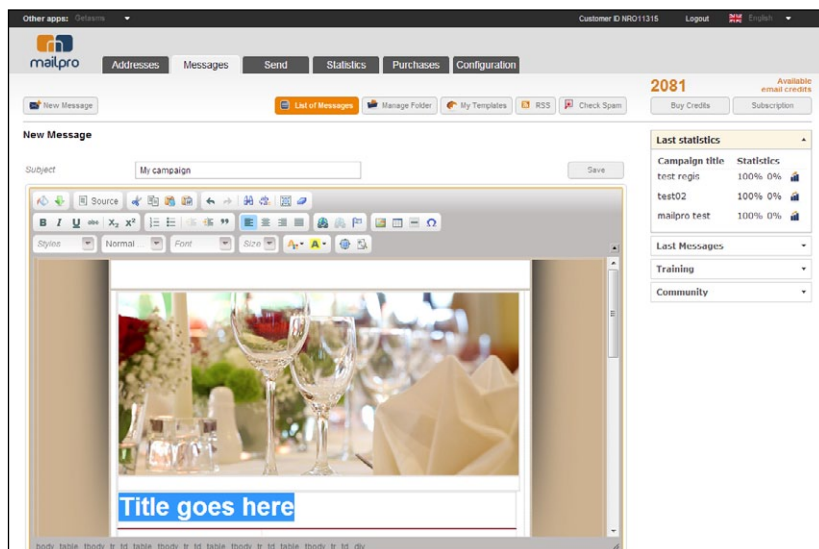 Other apps: Getasms Customer ID NRO11315 Logout English
mailpro
Addresses Messages Send Statistics Purchases Configuration
2081 Available email credits
New Message List of Messages Manage Folder My Templates RSS Check Spam Buy Credits Subscription
New Message
Subject My campaign Save
Source
B I U abc X₂ X²
Styles Normal ... Font Size
Title goes here
body table tbody tr td table tbody tr td table tbody tr td table tbody tr td div
Last statistics
Campaign title Statistics
test regis 100% 0%
test02 100% 0%
mailpro test 100% 0%
Last Messages
Training
Community